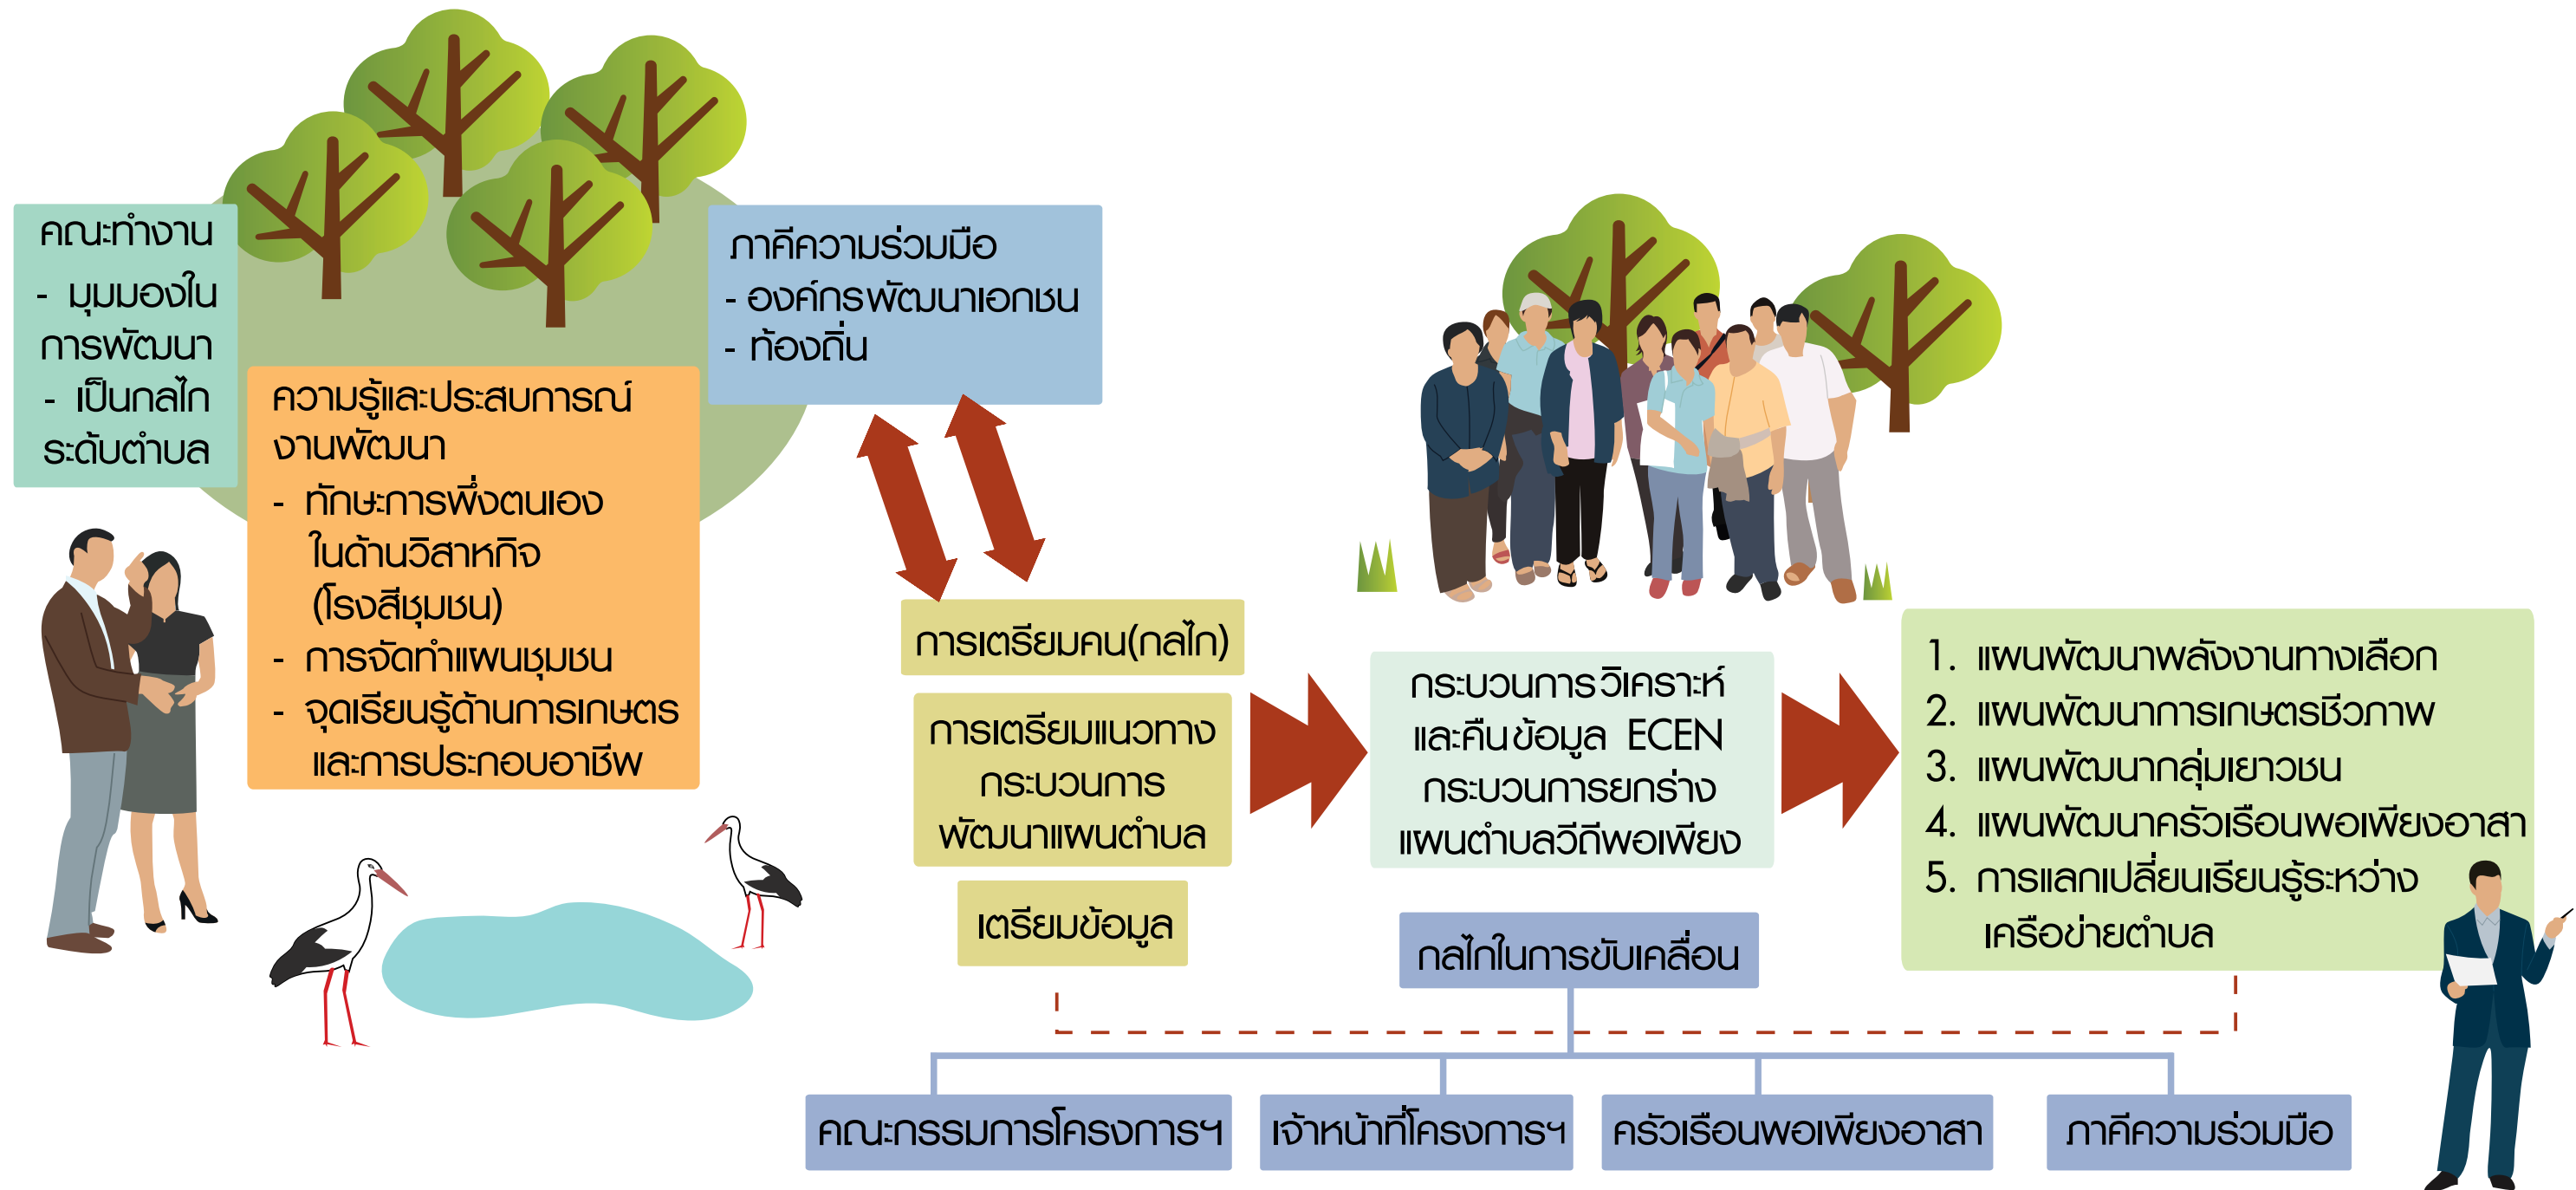 คณะทำงาน
- มุมมองใน
การพัฒนา
- เป็นกลไก
ระดับตำบล
ความรู้และประสบการณ์
งานพัฒนา
- ทักษะการพึ่งตนเอง
ในด้านวิสาหกิจ
(โรงสีชุมชน)
- การจัดทำแผนชุมชน
- จุดเรียนรู้ด้านการเกษตร
และการประกอบอาชีพ
ภาคีความร่วมมือ
- องค์กรพัฒนาเอกชน
- ท้องถิ่น
การเตรียมคน(กลไก)
การเตรียมแนวทาง
กระบวนการ
พัฒนาแผนตำบล
เตรียมข้อมูล
กระบวนการวิเคราะห์
และคืนข้อมูล ECEN
กระบวนการยกร่าง
แผนตำบลวีถีพอเพียง
1. แผนพัฒนาพลังงานทางเลือก
2. แผนพัฒนาการเกษตรชีวภาพ
3. แผนพัฒนากลุ่มเยาวชน
4. แผนพัฒนาครัวเรือนพอเพียงอาสา
5. การแลกเปลี่ยนเรียนรู้ระหว่าง
เครือข่ายตำบล
กลไกในการขับเคลื่อน
คณะกรรมการโครงการฯ
เจ้าหน้าที่โครงการฯ
ครัวเรือนพอเพียงอาสา
ภาคีความร่วมมือ